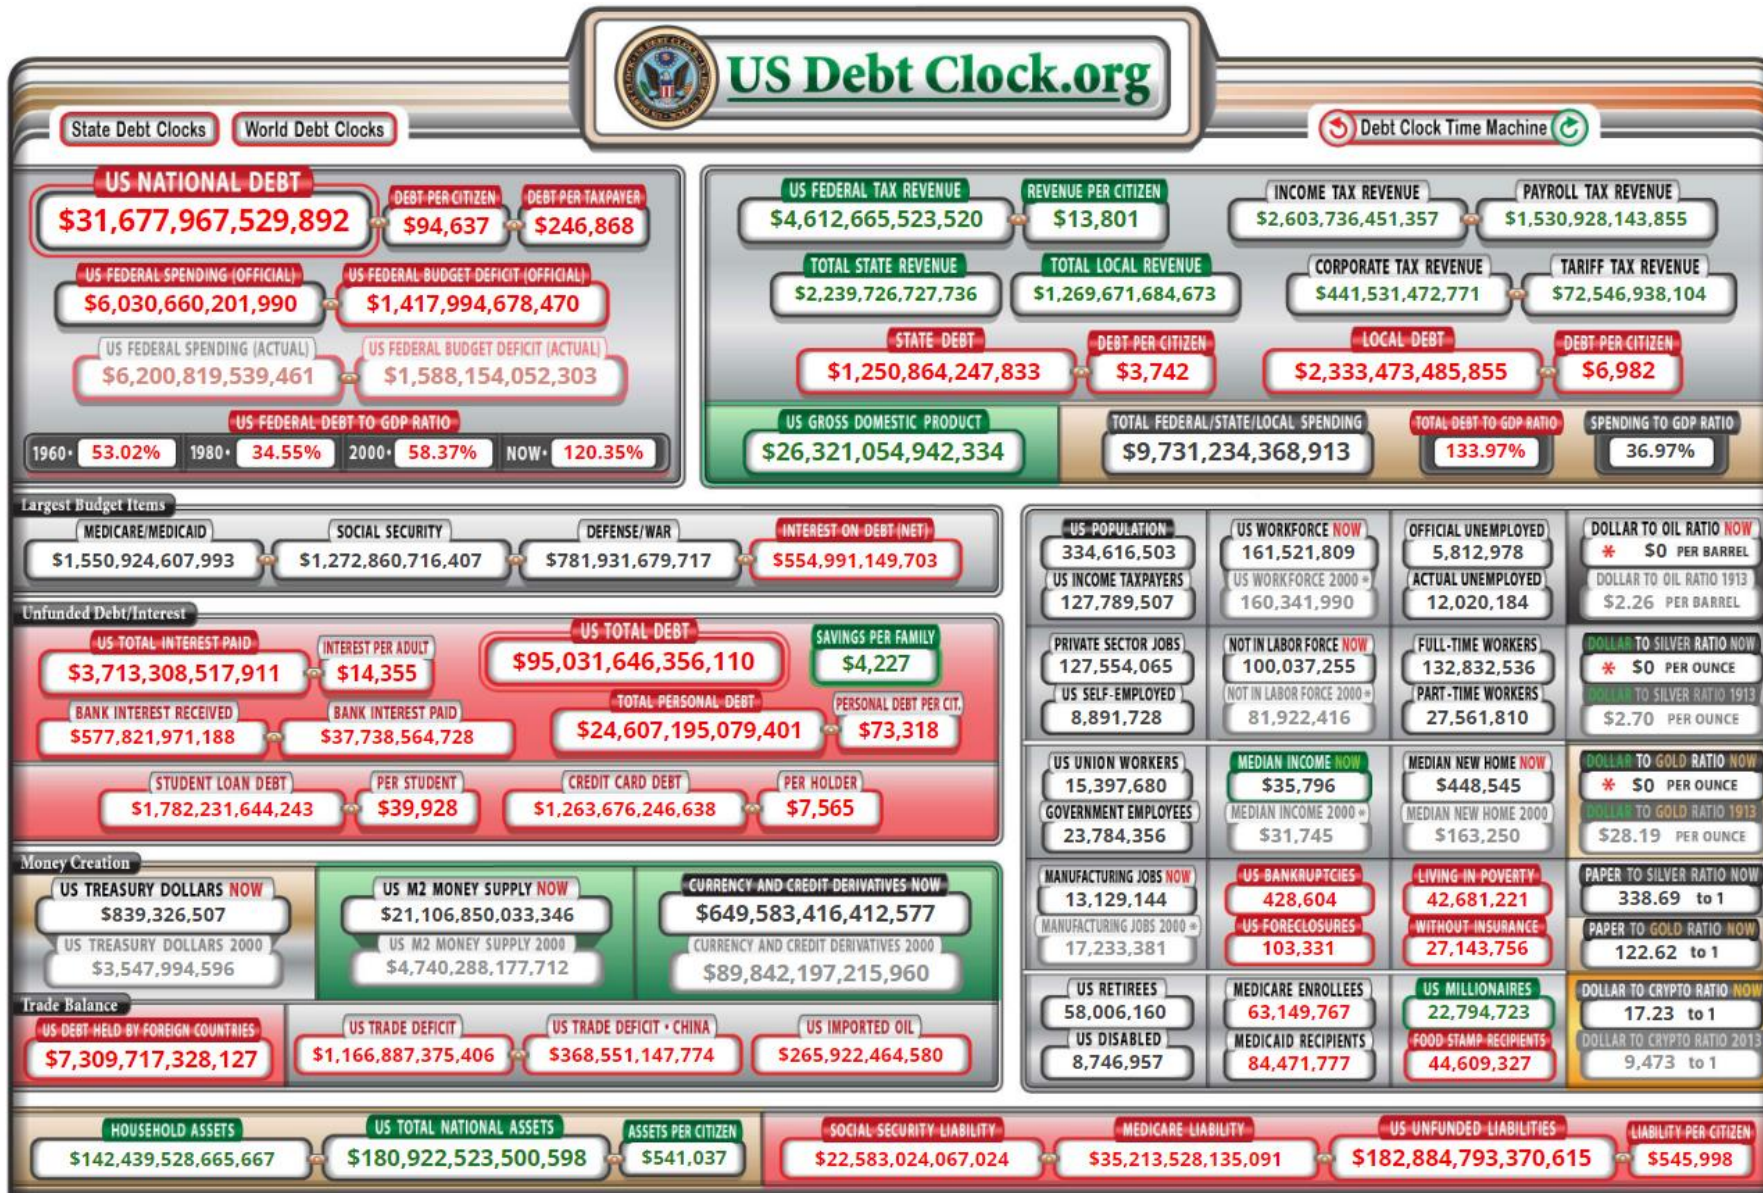 US Debt Clock.org
State Debt Clocks
World Debt Clocks
Debt Clock Time Machine
US NATIONAL DEBT
$31,677,967,529,892
DEBT PER CITIZEN
$94,637
DEBT PER TAXPAYER
$246,868
US FEDERAL SPENDING (OFFICIAL)
$6,030,660,201,990
US FEDERAL BUDGET DEFICIT (OFFICIAL)
$1,417,994,678,470
US FEDERAL SPENDING (ACTUAL)
$6,200,819,539,461
US FEDERAL BUDGET DEFICIT (ACTUAL)
$1,588,154,052,303
US FEDERAL DEBT TO GDP RATIO
1960• 53.02% 1980• 34.55% 2000• 58.37% NOW• 120.35%
US FEDERAL TAX REVENUE
$4,612,665,523,520
REVENUE PER CITIZEN
$13,801
INCOME TAX REVENUE
$2,603,736,451,357
PAYROLL TAX REVENUE
$1,530,928,143,855
TOTAL STATE REVENUE
$2,239,726,727,736
TOTAL LOCAL REVENUE
$1,269,671,684,673
CORPORATE TAX REVENUE
$441,531,472,771
TARIFF TAX REVENUE
$72,546,938,104
STATE DEBT
$1,250,864,247,833
DEBT PER CITIZEN
$3,742
LOCAL DEBT
$2,333,473,485,855
DEBT PER CITIZEN
$6,982
US GROSS DOMESTIC PRODUCT
$26,321,054,942,334
TOTAL FEDERAL/STATE/LOCAL SPENDING
$9,731,234,368,913
TOTAL DEBT TO GDP RATIO
133.97%
SPENDING TO GDP RATIO
36.97%
Largest Budget Items
MEDICARE/MEDICAID
$1,550,924,607,993
SOCIAL SECURITY
$1,272,860,716,407
DEFENSE/WAR
$781,931,679,717
INTEREST ON DEBT (NET)
$554,991,149,703
Unfunded Debt/Interest
US TOTAL INTEREST PAID
$3,713,308,517,911
INTEREST PER ADULT
$14,355
US TOTAL DEBT
$95,031,646,356,110
SAVINGS PER FAMILY
$4,227
BANK INTEREST RECEIVED
$577,821,971,188
BANK INTEREST PAID
$37,738,564,728
TOTAL PERSONAL DEBT
$24,607,195,079,401
PERSONAL DEBT PER CIT.
$73,318
STUDENT LOAN DEBT
$1,782,231,644,243
PER STUDENT
$39,928
CREDIT CARD DEBT
$1,263,676,246,638
PER HOLDER
$7,565
Money Creation
US TREASURY DOLLARS NOW
$839,326,507
US TREASURY DOLLARS 2000
$3,547,994,596
US M2 MONEY SUPPLY NOW
$21,106,850,033,346
US M2 MONEY SUPPLY 2000
$4,740,288,177,712
CURRENCY AND CREDIT DERIVATIVES NOW
$649,583,416,412,577
CURRENCY AND CREDIT DERIVATIVES 2000
$89,842,197,215,960
Trade Balance
US DEBT HELD BY FOREIGN COUNTRIES
$7,309,717,328,127
US TRADE DEFICIT
$1,166,887,375,406
US TRADE DEFICIT • CHINA
$368,551,147,774
US IMPORTED OIL
$265,922,464,580
US POPULATION
334,616,503
US WORKFORCE NOW
161,521,809
OFFICIAL UNEMPLOYED
5,812,978
DOLLAR TO OIL RATIO NOW
* $0 PER BARREL
US INCOME TAXPAYERS
127,789,507
US WORKFORCE 2000 *
160,341,990
ACTUAL UNEMPLOYED
12,020,184
DOLLAR TO OIL RATIO 1913
$2.26 PER BARREL
PRIVATE SECTOR JOBS
127,554,065
NOT IN LABOR FORCE NOW
100,037,255
FULL-TIME WORKERS
132,832,536
DOLLAR TO SILVER RATIO NOW
* $0 PER OUNCE
US SELF-EMPLOYED
8,891,728
NOT IN LABOR FORCE 2000 *
81,922,416
PART-TIME WORKERS
27,561,810
DOLLAR TO SILVER RATIO 1913
$2.70 PER OUNCE
US UNION WORKERS
15,397,680
MEDIAN INCOME NOW
$35,796
MEDIAN NEW HOME NOW
$448,545
DOLLAR TO GOLD RATIO NOW
* $0 PER OUNCE
GOVERNMENT EMPLOYEES
23,784,356
MEDIAN INCOME 2000 *
$31,745
MEDIAN NEW HOME 2000
$163,250
DOLLAR TO GOLD RATIO 1913
$28.19 PER OUNCE
MANUFACTURING JOBS NOW
13,129,144
US BANKRUPTCIES
428,604
LIVING IN POVERTY
42,681,221
PAPER TO SILVER RATIO NOW
338.69 to 1
MANUFACTURING JOBS 2000 *
17,233,381
US FORECLOSURES
103,331
WITHOUT INSURANCE
27,143,756
PAPER TO GOLD RATIO NOW
122.62 to 1
US RETIREES
58,006,160
MEDICARE ENROLLEES
63,149,767
US MILLIONAIRES
22,794,723
DOLLAR TO CRYPTO RATIO NOW
17.23 to 1
US DISABLED
8,746,957
MEDICAID RECIPIENTS
84,471,777
FOOD STAMP RECIPIENTS
44,609,327
DOLLAR TO CRYPTO RATIO 2013
9,473 to 1
HOUSEHOLD ASSETS
$142,439,528,665,667
US TOTAL NATIONAL ASSETS
$180,922,523,500,598
ASSETS PER CITIZEN
$541,037
SOCIAL SECURITY LIABILITY
$22,583,024,067,024
MEDICARE LIABILITY
$35,213,528,135,091
US UNFUNDED LIABILITIES
$182,884,793,370,615
LIABILITY PER CITIZEN
$545,998